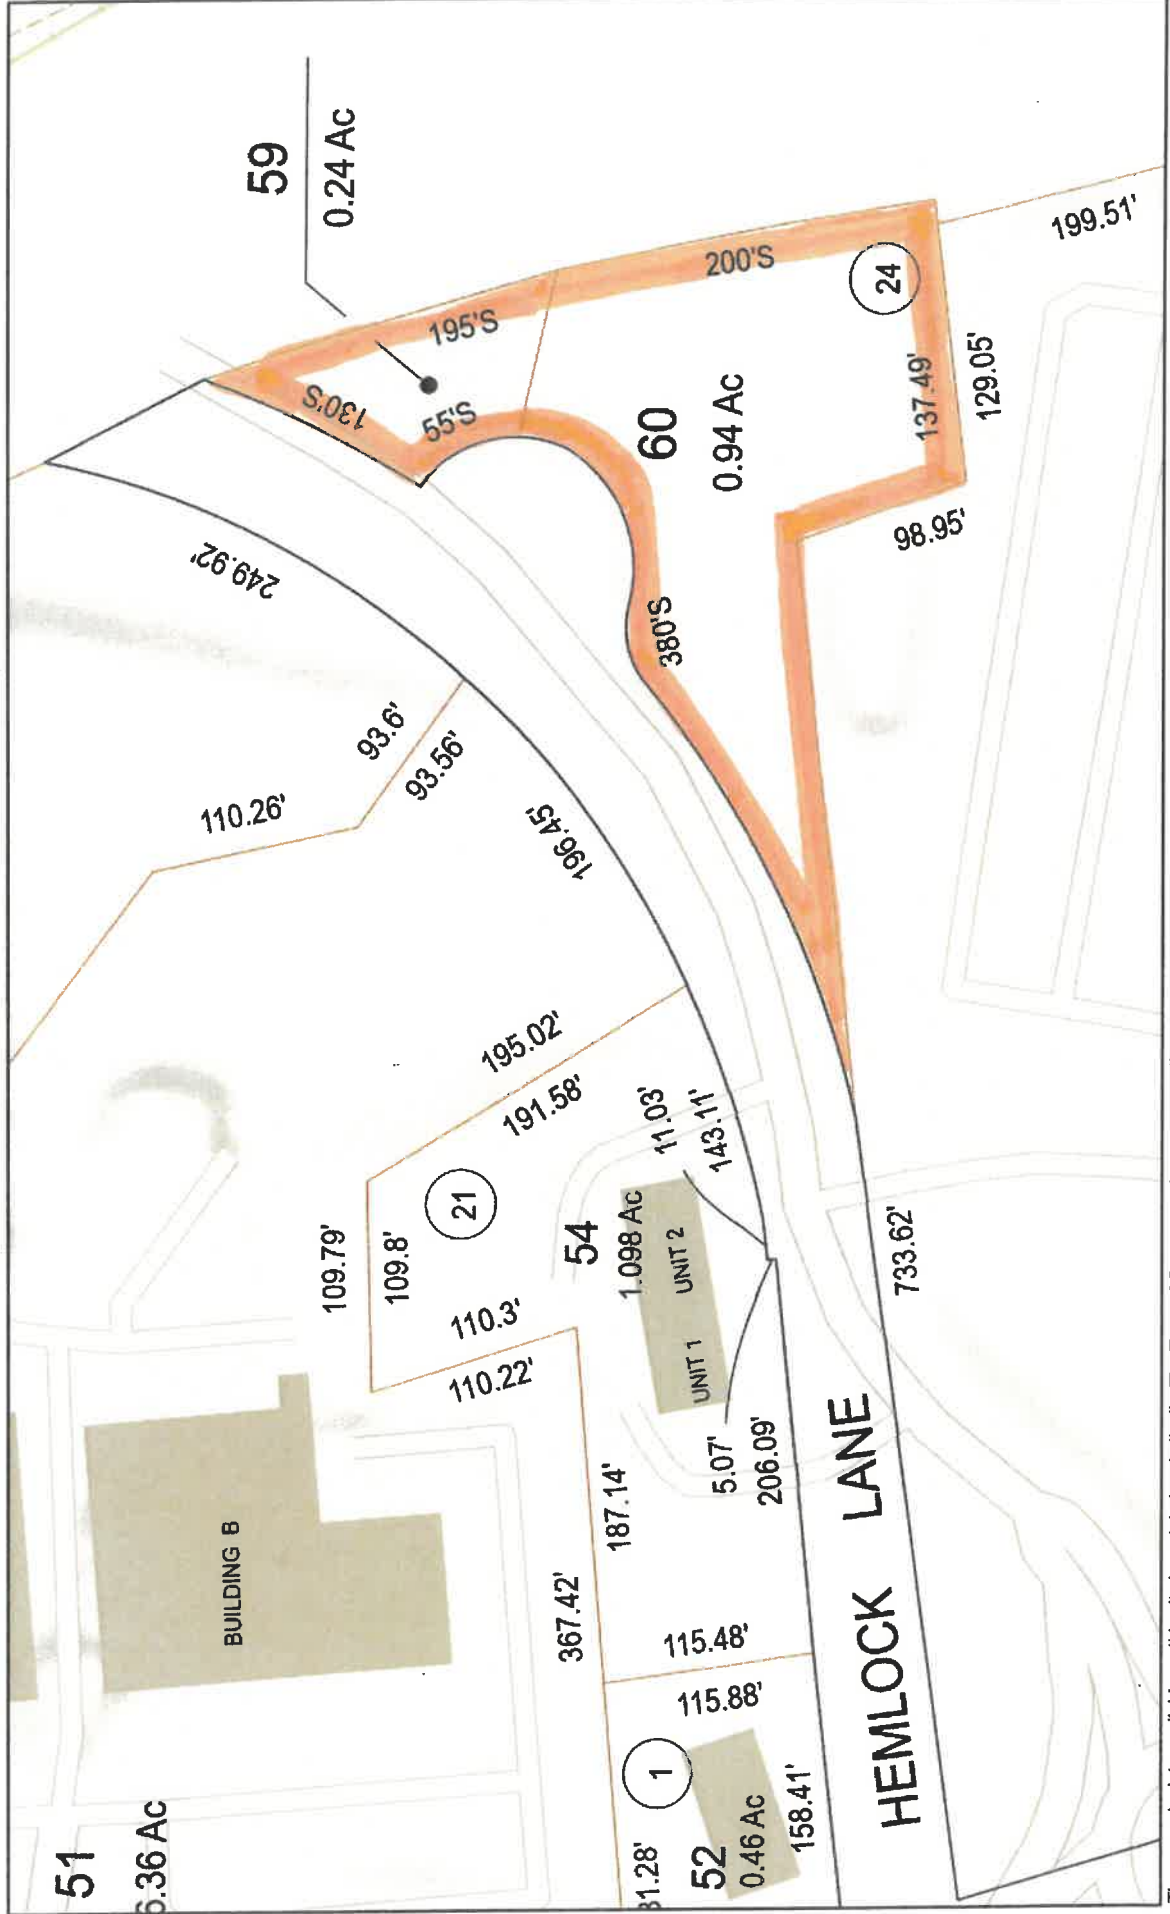 59
0.24 Ac
195'S
200'S
199.51'
24
130'S
55'S
60
0.94 Ac
137.49'
129.05'
98.95'
380'S
249.92'
93.6'
93.56'
110.26'
196.45'
195.02'
191.58'
21
109.79'
109.8'
110.3'
110.22'
54
1.098 Ac
UNIT 1
UNIT 2
11.03'
143.11'
5.07'
206.09'
733.62'
HEMLOCK LANE
BUILDING B
187.14'
367.42'
115.48'
115.88'
1
52
0.46 Ac
158.41'
31.28'
51
6.36 Ac